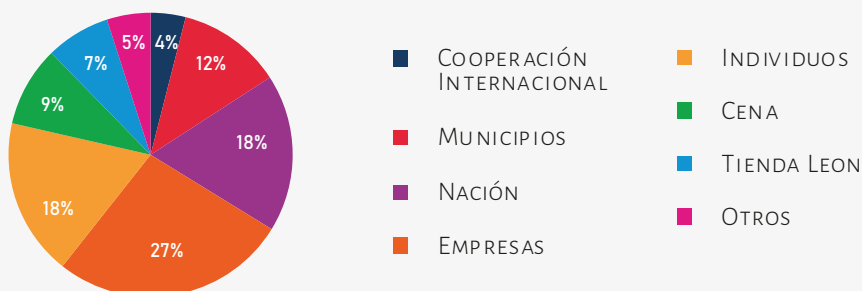 4%
12%
18%
27%
18%
9%
7%
5%
Cooperación
Internacional
Municipios
Nación
Empresas
Individuos
Cena
Tienda Leon
Otros